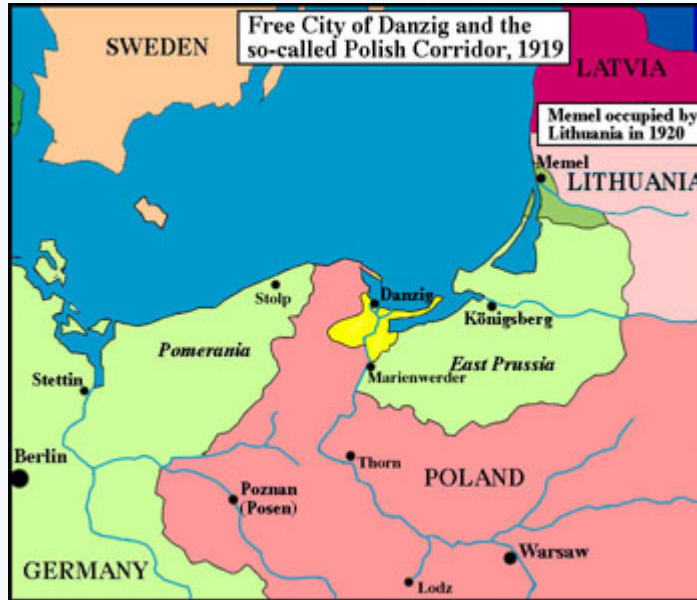 Free City of Danzig and the
so-called Polish Corridor, 1919
SWEDEN
LATVIA
Memel occupied by
Lithuania in 1920
Memel
LITHUANIA
Stolp
Danzig
Königsberg
Pomerania
East Prussia
Marienwerder
Stettin
Berlin
Thorn
POLAND
Poznan
(Posen)
Warsaw
GERMANY
Lodz